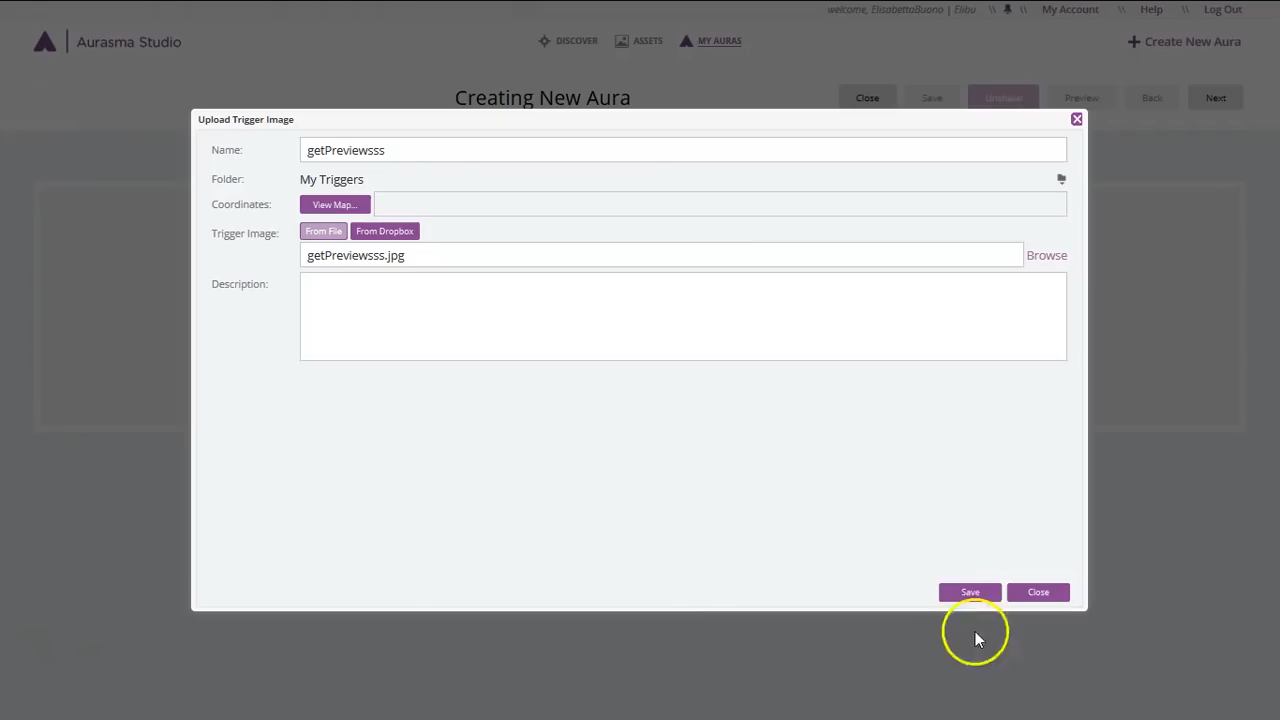 welcome, ElisabettaBuono | Elibu \\ \\ My Account \\ Help \\ Log Out
Aurasma Studio
DISCOVER ASSETS MY AURAS
+ Create New Aura
Creating New Aura
Close Save Unshare Preview Back Next
Upload Trigger Image
Name: getPreviewsss
Folder: My Triggers
Coordinates: View Map...
Trigger Image: From File From Dropbox
getPreviewsss.jpg Browse
Description:
Save Close